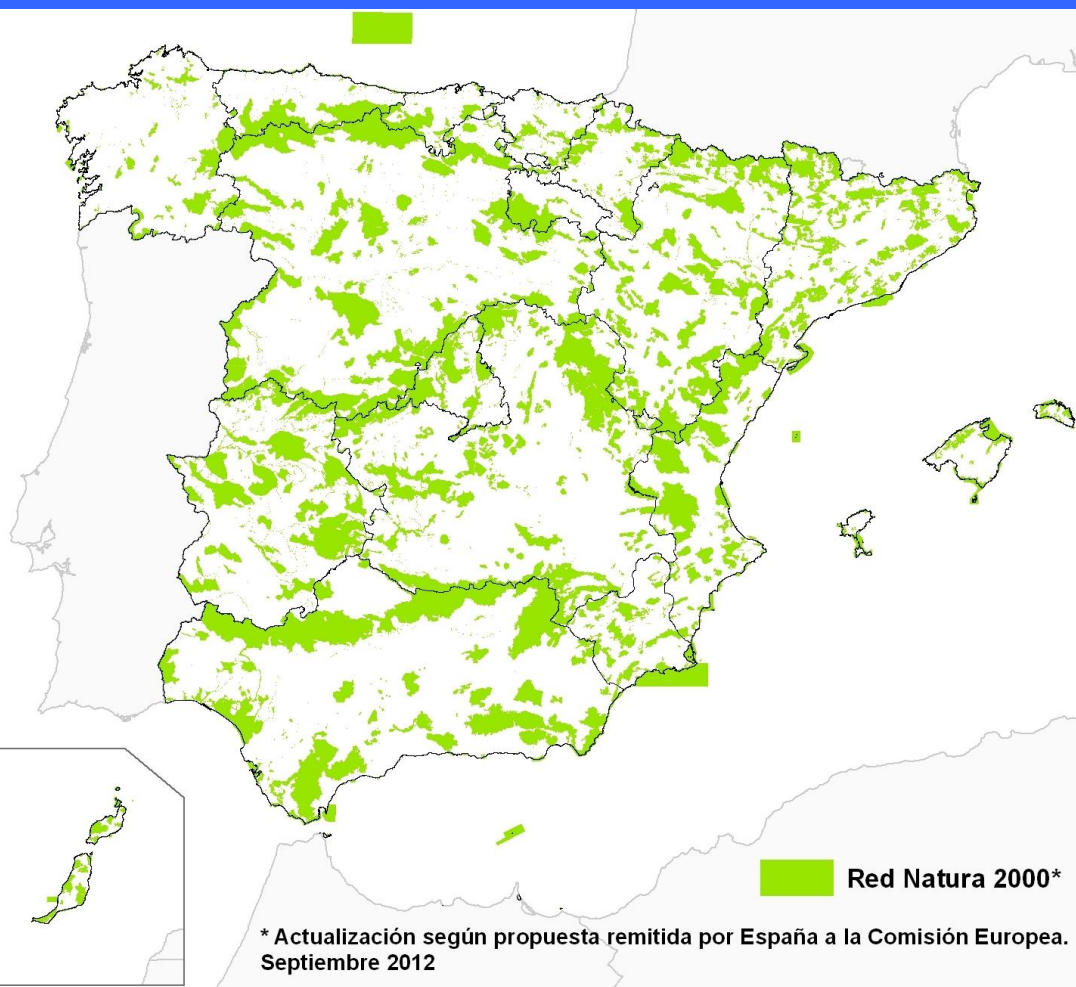 Red Natura 2000*
* Actualización según propuesta remitida por España a la Comisión Europea.
Septiembre 2012